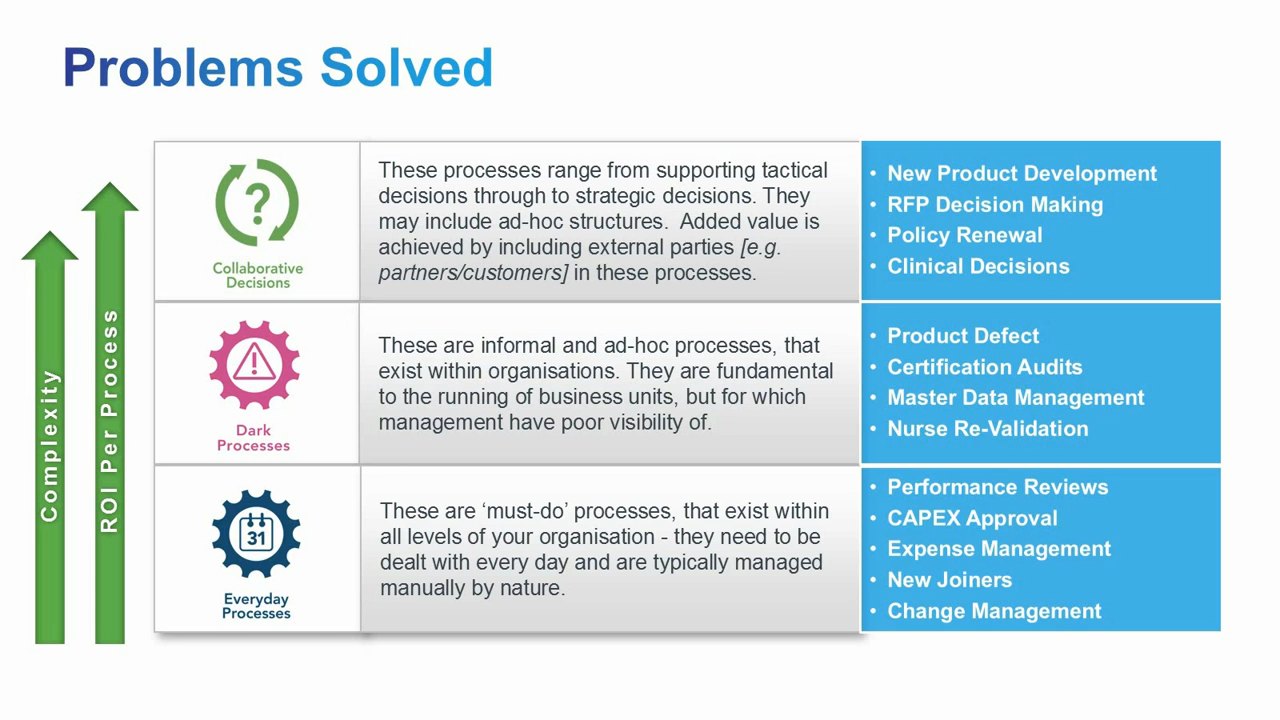 Problems Solved
Complexity
ROI Per Process
?
Collaborative
Decisions
These processes range from supporting tactical
decisions through to strategic decisions. They
may include ad-hoc structures.  Added value is
achieved by including external parties [e.g.
partners/customers] in these processes.
• New Product Development
• RFP Decision Making
• Policy Renewal
• Clinical Decisions
Dark
Processes
These are informal and ad-hoc processes, that
exist within organisations. They are fundamental
to the running of business units, but for which
management have poor visibility of.
• Product Defect
• Certification Audits
• Master Data Management
• Nurse Re-Validation
31
Everyday
Processes
These are ‘must-do’ processes, that exist within
all levels of your organisation - they need to be
dealt with every day and are typically managed
manually by nature.
• Performance Reviews
• CAPEX Approval
• Expense Management
• New Joiners
• Change Management